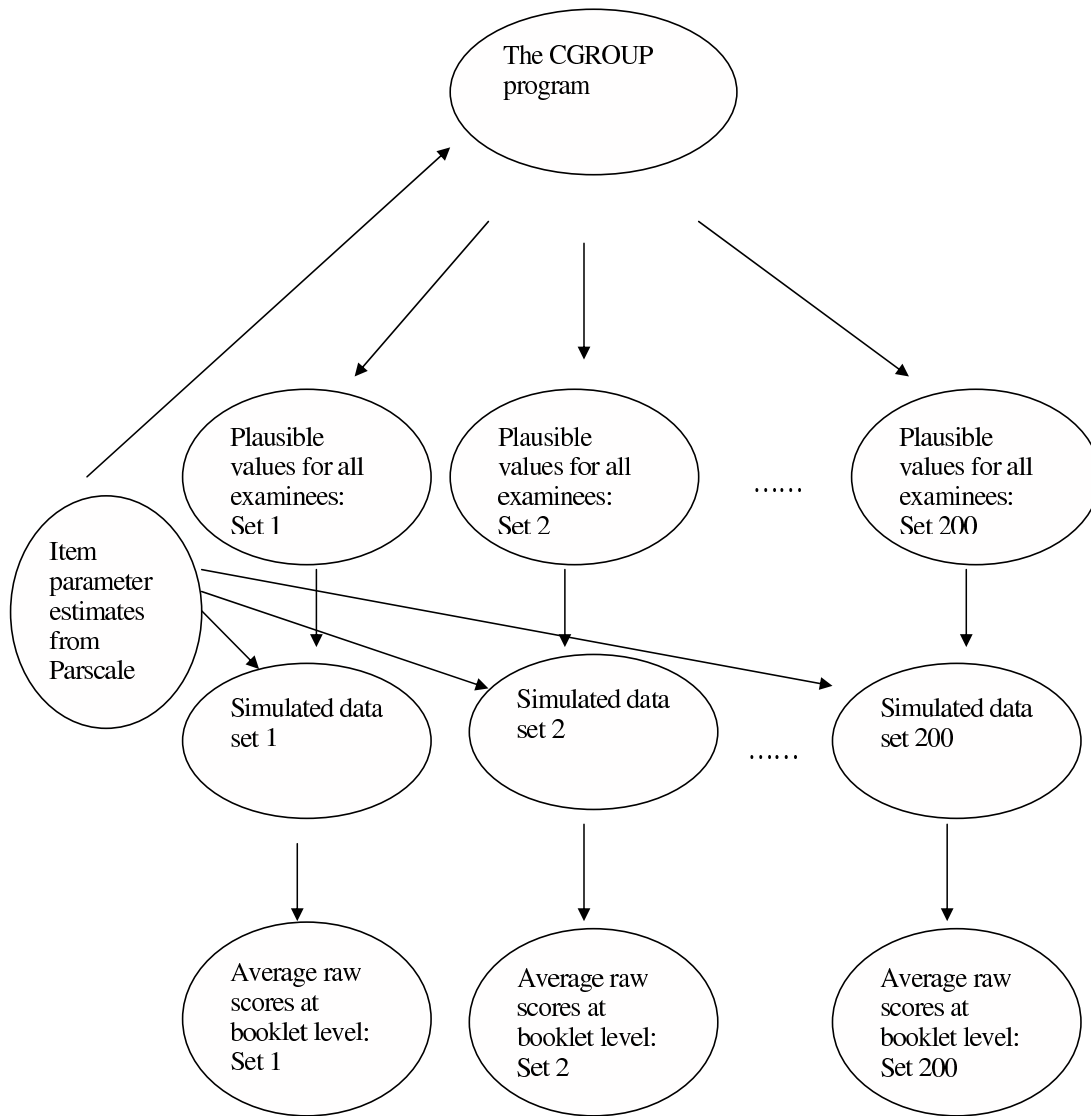 The CGROUP
program
Plausible
values for all
examinees:
Set 1
Plausible
values for all
examinees:
Set 2
……
Plausible
values for all
examinees:
Set 200
Item
parameter
estimates
from
Parscale
Simulated data
set 1
Simulated data
set 2
……
Simulated data
set 200
Average raw
scores at
booklet level:
Set 1
Average raw
scores at
booklet level:
Set 2
Average raw
scores at
booklet level:
Set 200